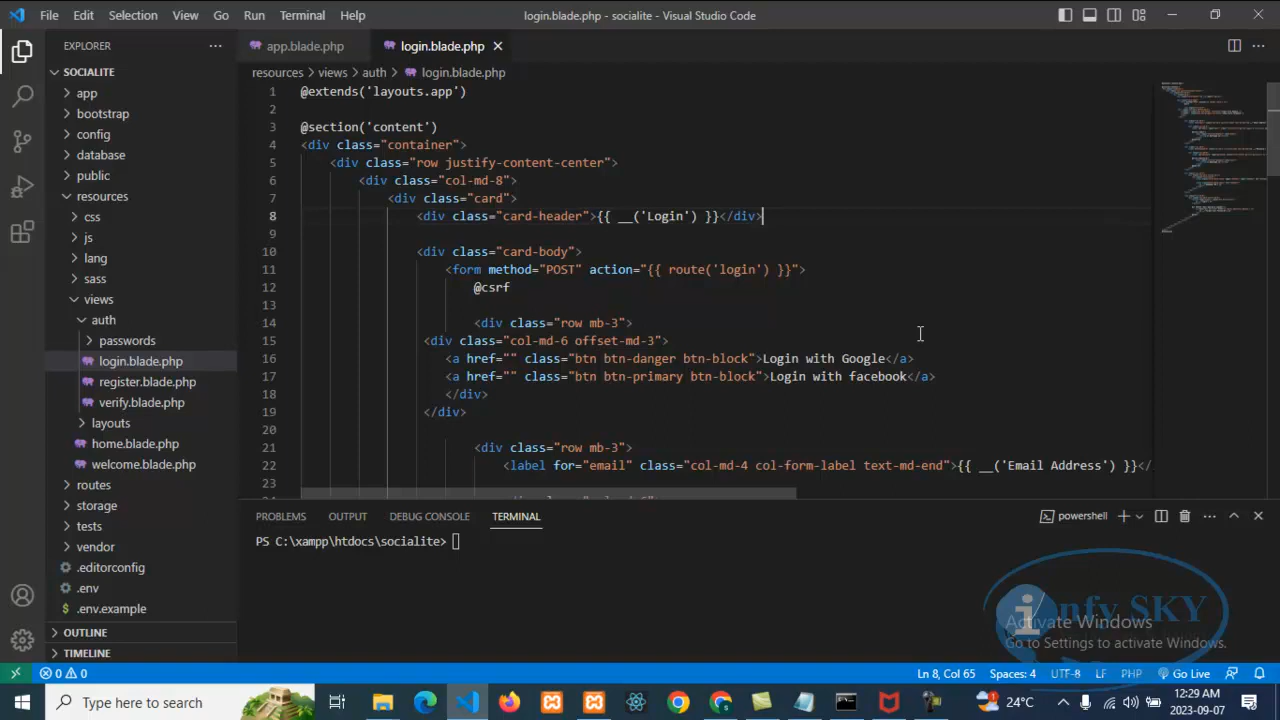 File Edit Selection View Go Run Terminal Help login.blade.php - socialite - Visual Studio Code
EXPLORER
SOCIALITE
app
bootstrap
config
database
public
resources
css
js
lang
sass
views
auth
passwords
login.blade.php
register.blade.php
verify.blade.php
layouts
home.blade.php
welcome.blade.php
routes
storage
tests
vendor
.editorconfig
.env
.env.example
OUTLINE
TIMELINE
app.blade.php login.blade.php
resources > views > auth > login.blade.php
1 @extends('layouts.app')
2
3 @section('content')
4 <div class="container">
5 <div class="row justify-content-center">
6 <div class="col-md-8">
7 <div class="card">
8 <div class="card-header">{{ __('Login') }}</div>
9
10 <div class="card-body">
11 <form method="POST" action="{{ route('login') }}">
12 @csrf
13
14 <div class="row mb-3">
15 <div class="col-md-6 offset-md-3">
16 <a href="" class="btn btn-danger btn-block">Login with Google</a>
17 <a href="" class="btn btn-primary btn-block">Login with facebook</a>
18 </div>
19 </div>
20
21 <div class="row mb-3">
22 <label for="email" class="col-md-4 col-form-label text-md-end">{{ __('Email Address') }}</
23
PROBLEMS OUTPUT DEBUG CONSOLE TERMINAL powershell
PS C:\xampp\htdocs\socialite>
nfy SKY
Activate Windows
Go to Settings to activate Windows.
0 0 Ln 8, Col 65 Spaces: 4 UTF-8 LF PHP Go Live
Type here to search 24°C 12:29 AM
2023-09-07